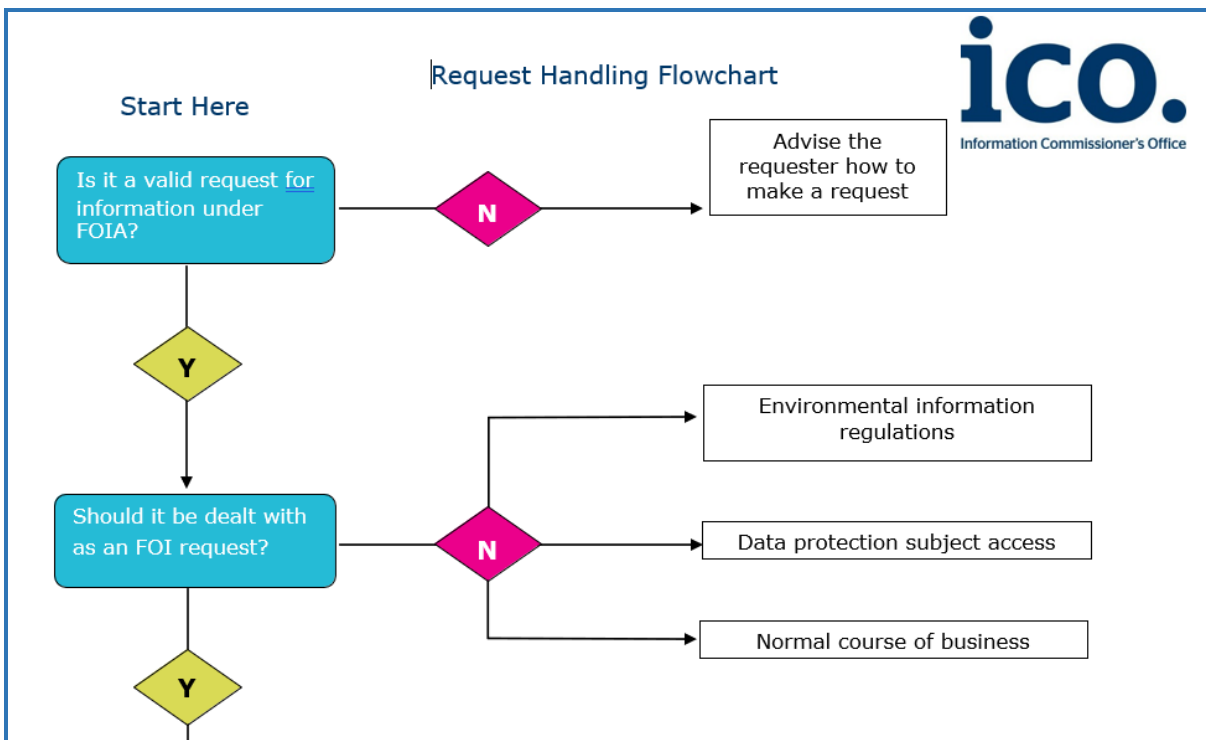 Request Handling Flowchart
ico.
Information Commissioner's Office
Start Here
Is it a valid request for
information under
FOIA?
N
Advise the
requester how to
make a request
Y
Should it be dealt with
as an FOI request?
N
Environmental information
regulations
Data protection subject access
Normal course of business
Y